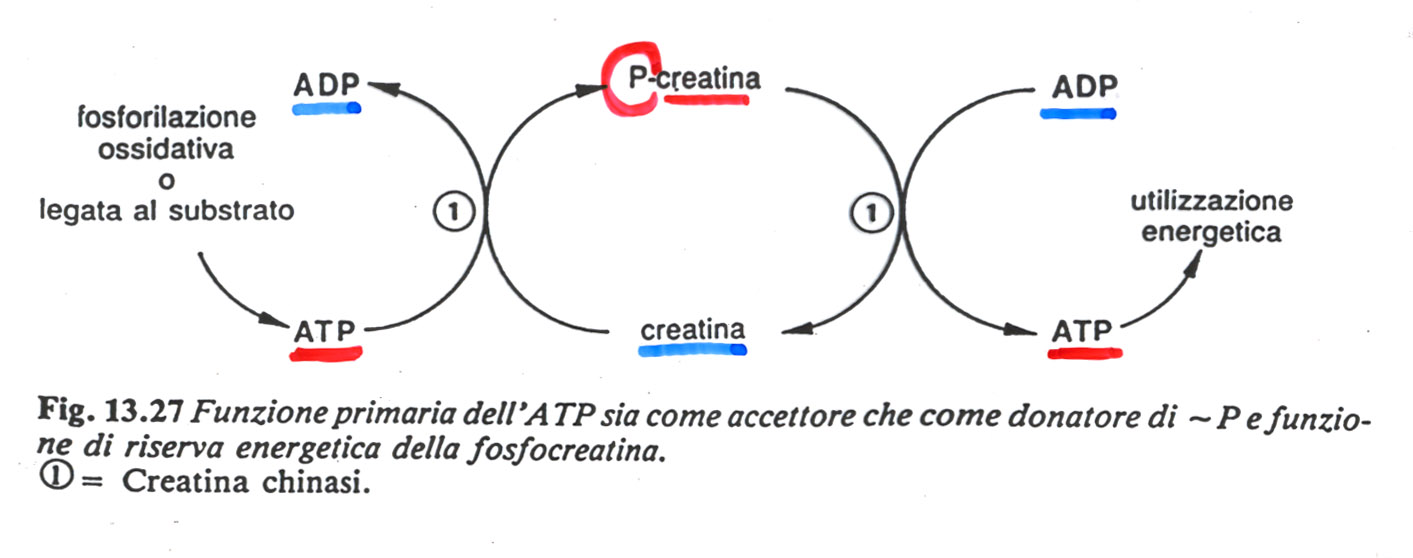 ADP
P-creatina
ADP
fosforilazione
ossidativa
o
legata al substrato
1
1
utilizzazione
energetica
ATP
creatina
ATP
Fig. 13.27 Funzione primaria dell'ATP sia come accettore che come donatore di ~ P e funzio-
ne di riserva energetica della fosfocreatina.
①= Creatina chinasi.